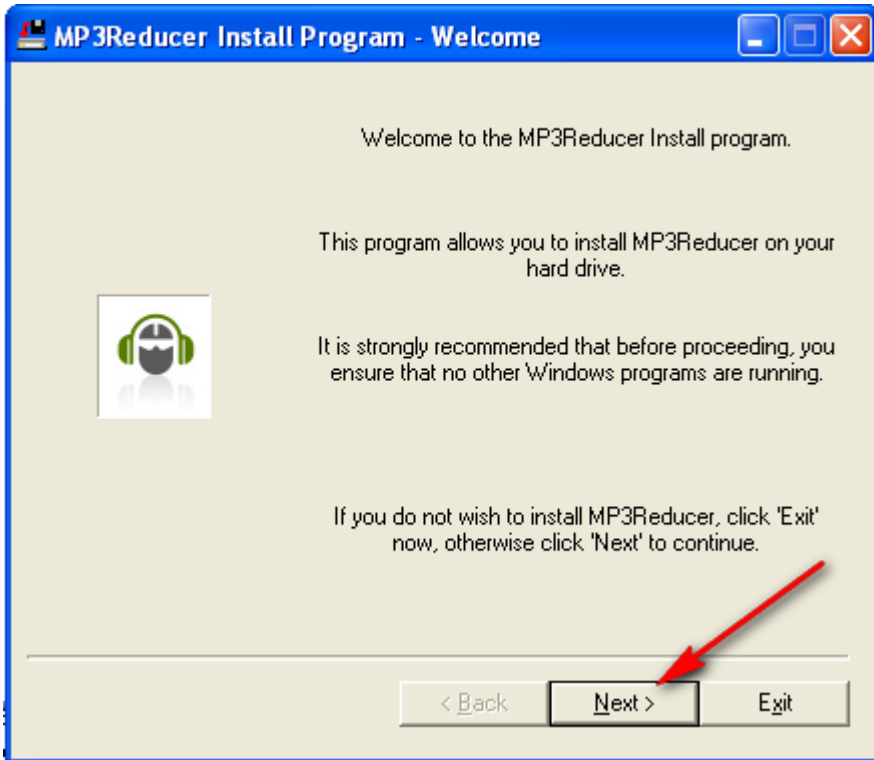 MP3Reducer Install Program - Welcome
Welcome to the MP3Reducer Install program.
This program allows you to install MP3Reducer on your
hard drive.
It is strongly recommended that before proceeding, you
ensure that no other Windows programs are running.
If you do not wish to install MP3Reducer, click 'Exit'
now, otherwise click 'Next' to continue.
< Back
Next >
Exit